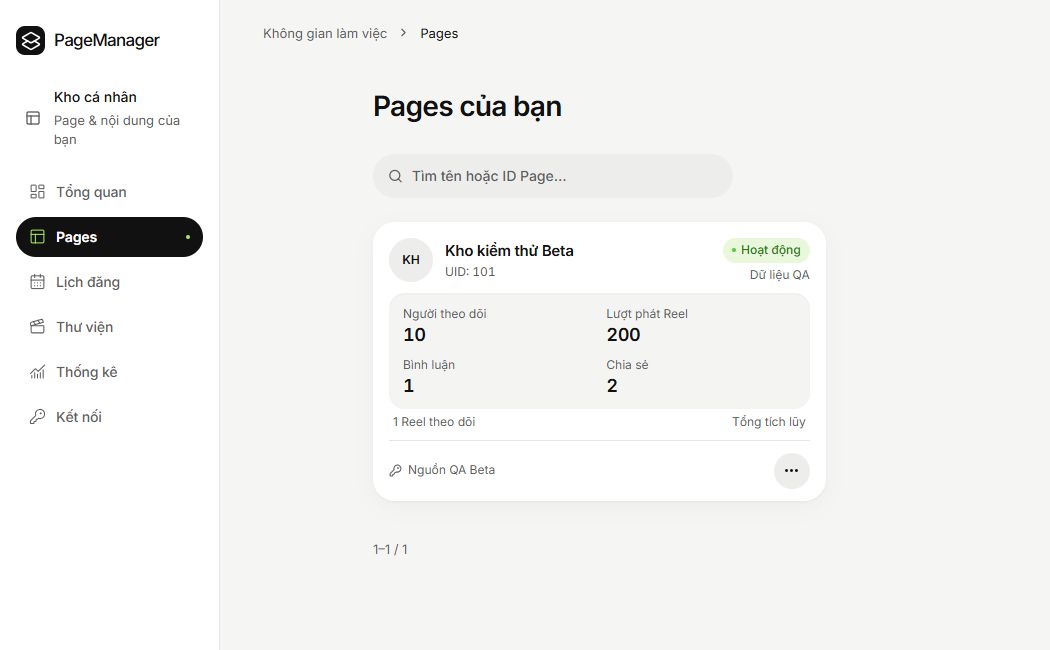 PageManager
Kho cá nhân
Page & nội dung của
bạn
Tổng quan
Pages
Lịch đăng
Thư viện
Thống kê
Kết nối
Không gian làm việc > Pages
Pages của bạn
Tìm tên hoặc ID Page...
KH
Kho kiểm thử Beta
UID: 101
Hoạt động
Dữ liệu QA
Người theo dõi
10
Lượt phát Reel
200
Bình luận
1
Chia sẻ
2
1 Reel theo dõi
Tổng tích lũy
Nguồn QA Beta
1–1 / 1